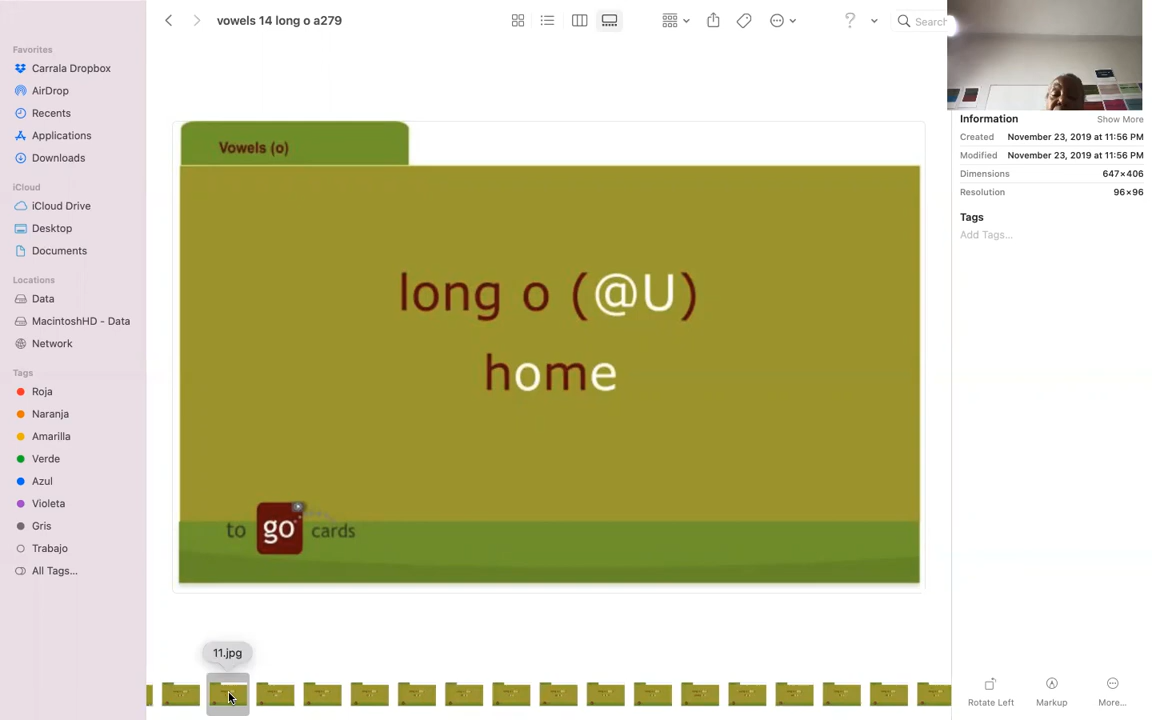 vowels 14 long o a279
Search
Favorites
Carrala Dropbox
AirDrop
Recents
Applications
Downloads
iCloud
iCloud Drive
Desktop
Documents
Locations
Data
MacintoshHD - Data
Network
Tags
Roja
Naranja
Amarilla
Verde
Azul
Violeta
Gris
Trabajo
All Tags...
Vowels (o)
long o (@U)
home
to go cards
11.jpg
Information
Show More
Created November 23, 2019 at 11:56 PM
Modified November 23, 2019 at 11:56 PM
Dimensions 647×406
Resolution 96×96
Tags
Add Tags...
Rotate Left
Markup
More...